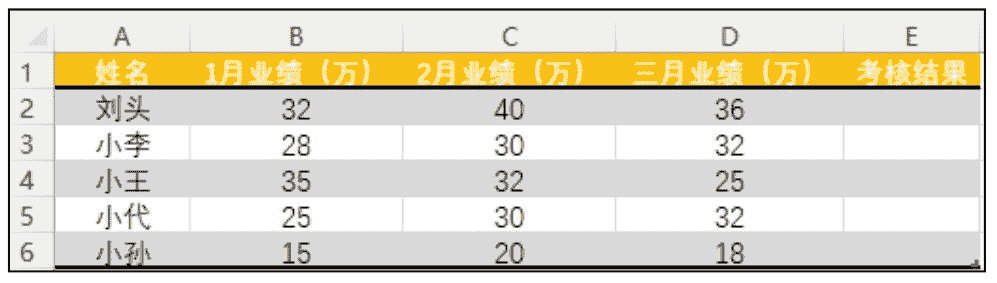 A B C D E
1 姓名 1月业绩（万） 2月业绩（万） 三月业绩（万） 考核结果
2 刘头 32 40 36
3 小李 28 30 32
4 小王 35 32 25
5 小代 25 30 32
6 小孙 15 20 18